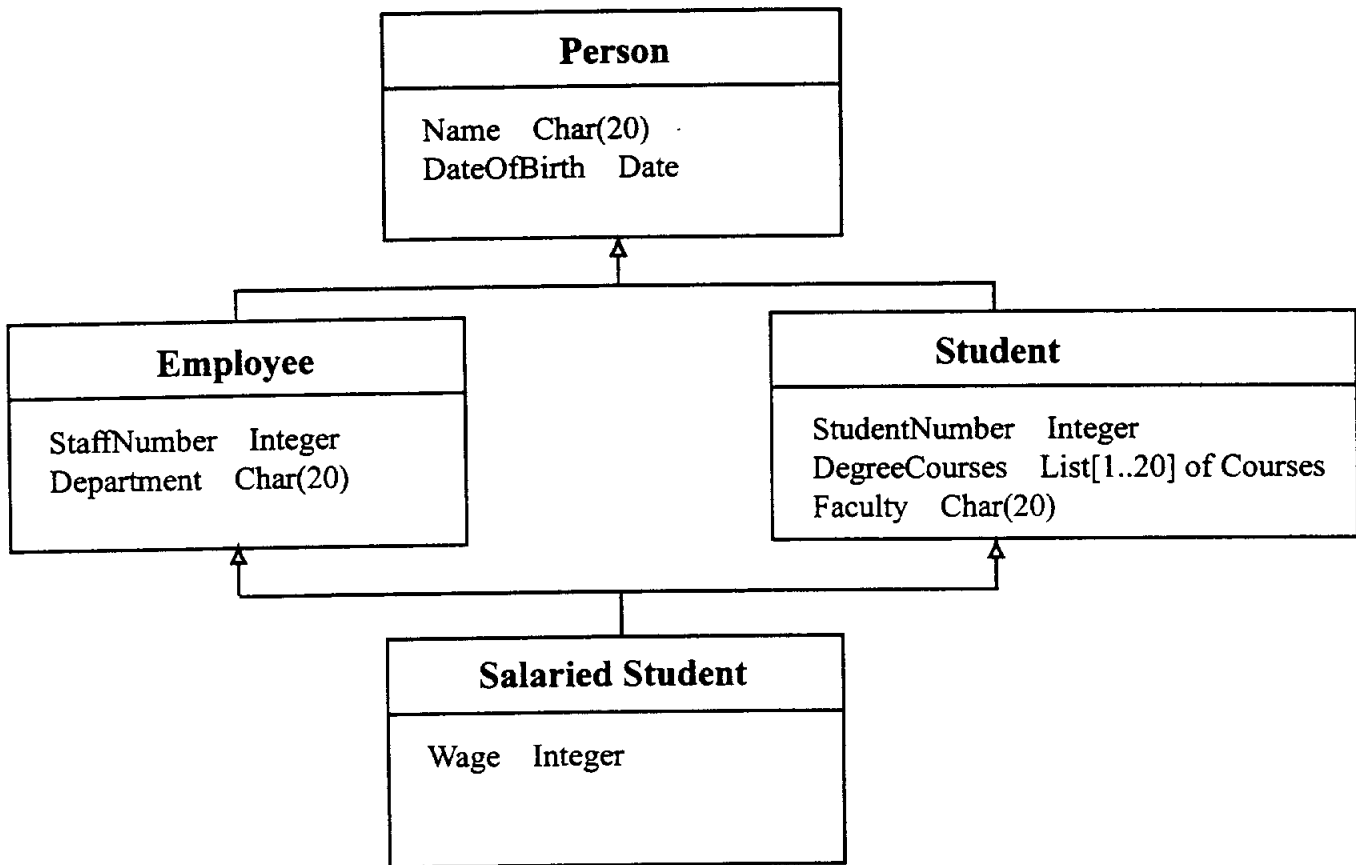 Person
Name Char(20)
DateOfBirth Date
Employee
StaffNumber Integer
Department Char(20)
Student
StudentNumber Integer
DegreeCourses List[1..20] of Courses
Faculty Char(20)
Salaried Student
Wage Integer